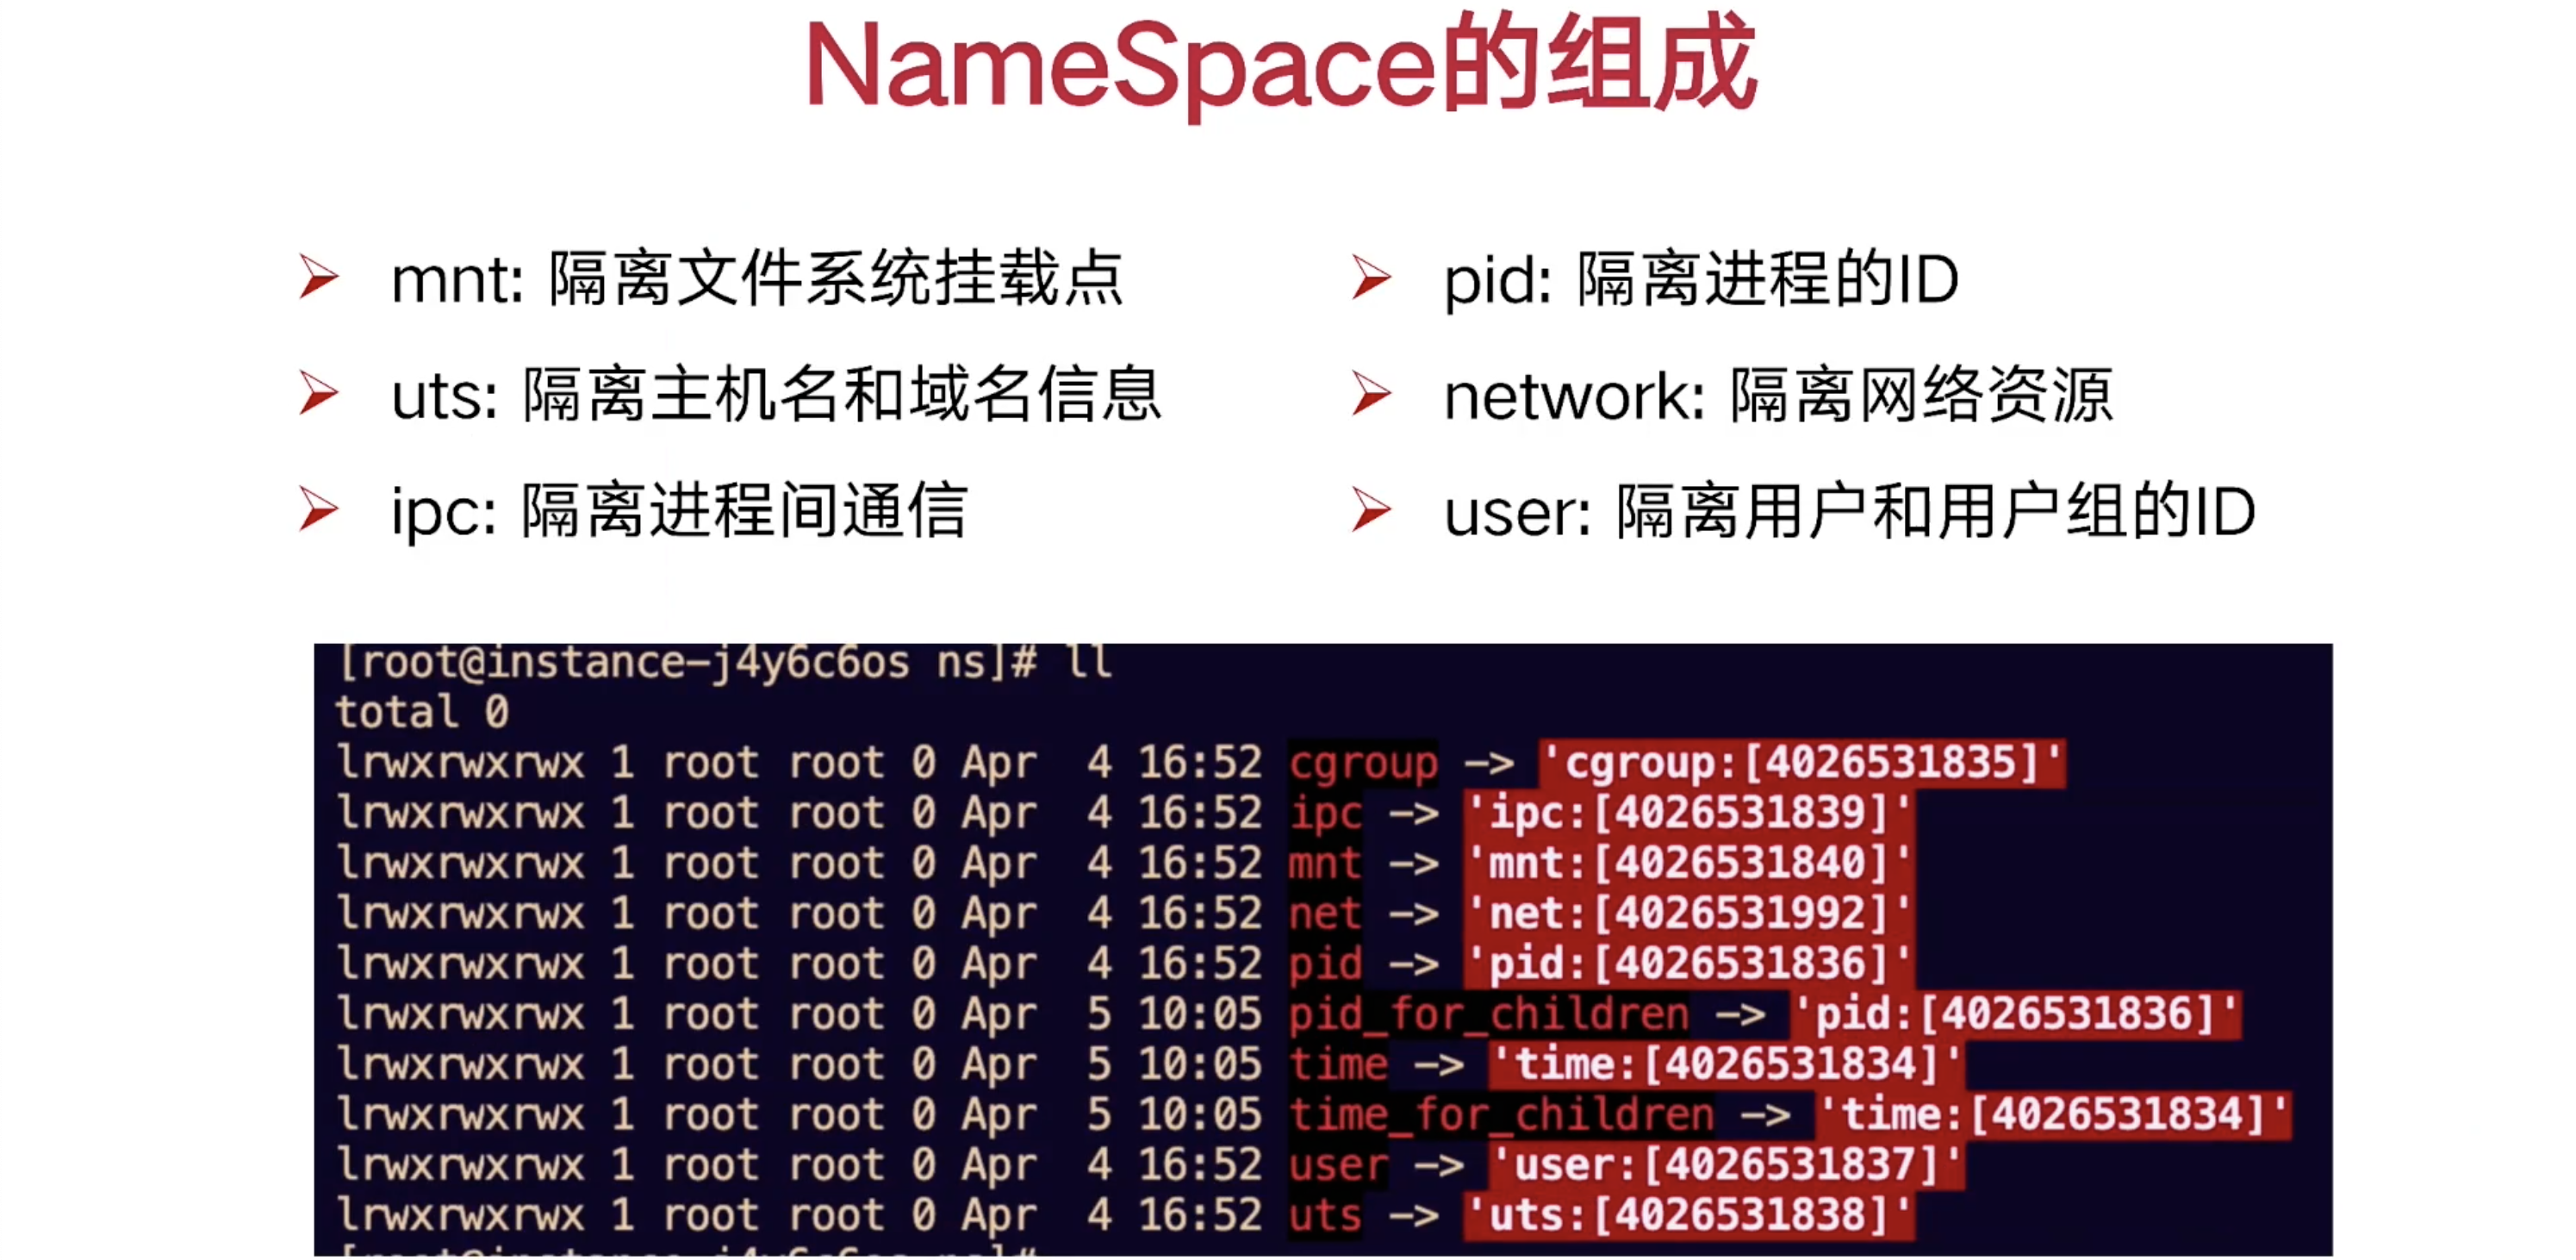 NameSpace的组成
mnt: 隔离文件系统挂载点
uts: 隔离主机名和域名信息
ipc: 隔离进程间通信
pid: 隔离进程的ID
network: 隔离网络资源
user: 隔离用户和用户组的ID
[root@instance-j4y6c6os ns]# ll
total 0
lrwxrwxrwx 1 root root 0 Apr  4 16:52 cgroup -> 'cgroup:[4026531835]'
lrwxrwxrwx 1 root root 0 Apr  4 16:52 ipc -> 'ipc:[4026531839]'
lrwxrwxrwx 1 root root 0 Apr  4 16:52 mnt -> 'mnt:[4026531840]'
lrwxrwxrwx 1 root root 0 Apr  4 16:52 net -> 'net:[4026531992]'
lrwxrwxrwx 1 root root 0 Apr  4 16:52 pid -> 'pid:[4026531836]'
lrwxrwxrwx 1 root root 0 Apr  5 10:05 pid_for_children -> 'pid:[4026531836]'
lrwxrwxrwx 1 root root 0 Apr  5 10:05 time -> 'time:[4026531834]'
lrwxrwxrwx 1 root root 0 Apr  5 10:05 time_for_children -> 'time:[4026531834]'
lrwxrwxrwx 1 root root 0 Apr  4 16:52 user -> 'user:[4026531837]'
lrwxrwxrwx 1 root root 0 Apr  4 16:52 uts -> 'uts:[4026531838]'